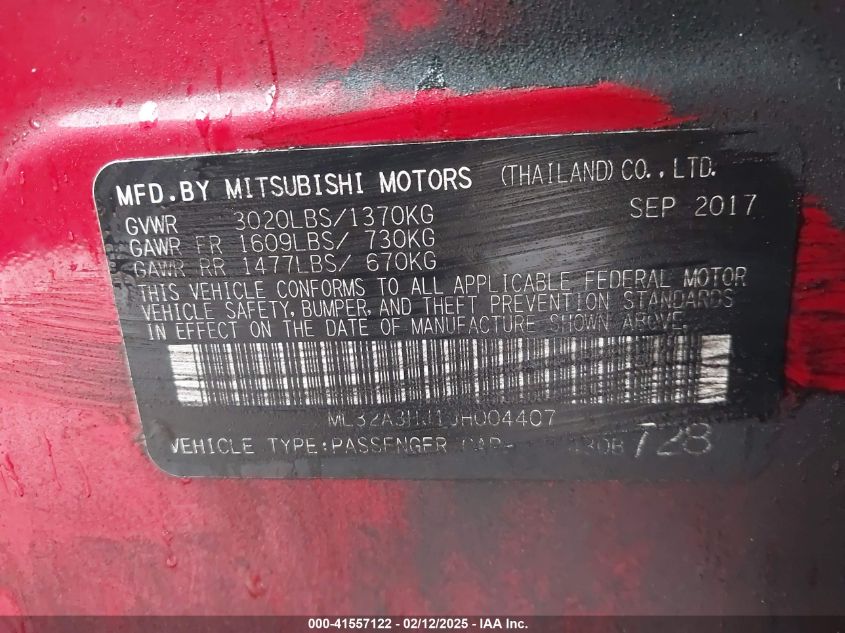 MFD.BY MITSUBISHI MOTORS (THAILAND) CO., LTD.
GVWR 3020LBS/1370KG SEP 2017
GAWR FR 1609LBS/ 730KG
GAWR RR 1477LBS/ 670KG
THIS VEHICLE CONFORMS TO ALL APPLICABLE FEDERAL MOTOR
VEHICLE SAFETY, BUMPER, AND THEFT PREVENTION STANDARDS
IN EFFECT ON THE DATE OF MANUFACTURE SHOWN ABOVE.
VEHICLE TYPE:PASSENGER CAR 728
000-41557122 - 02/12/2025 - IAAI Inc.